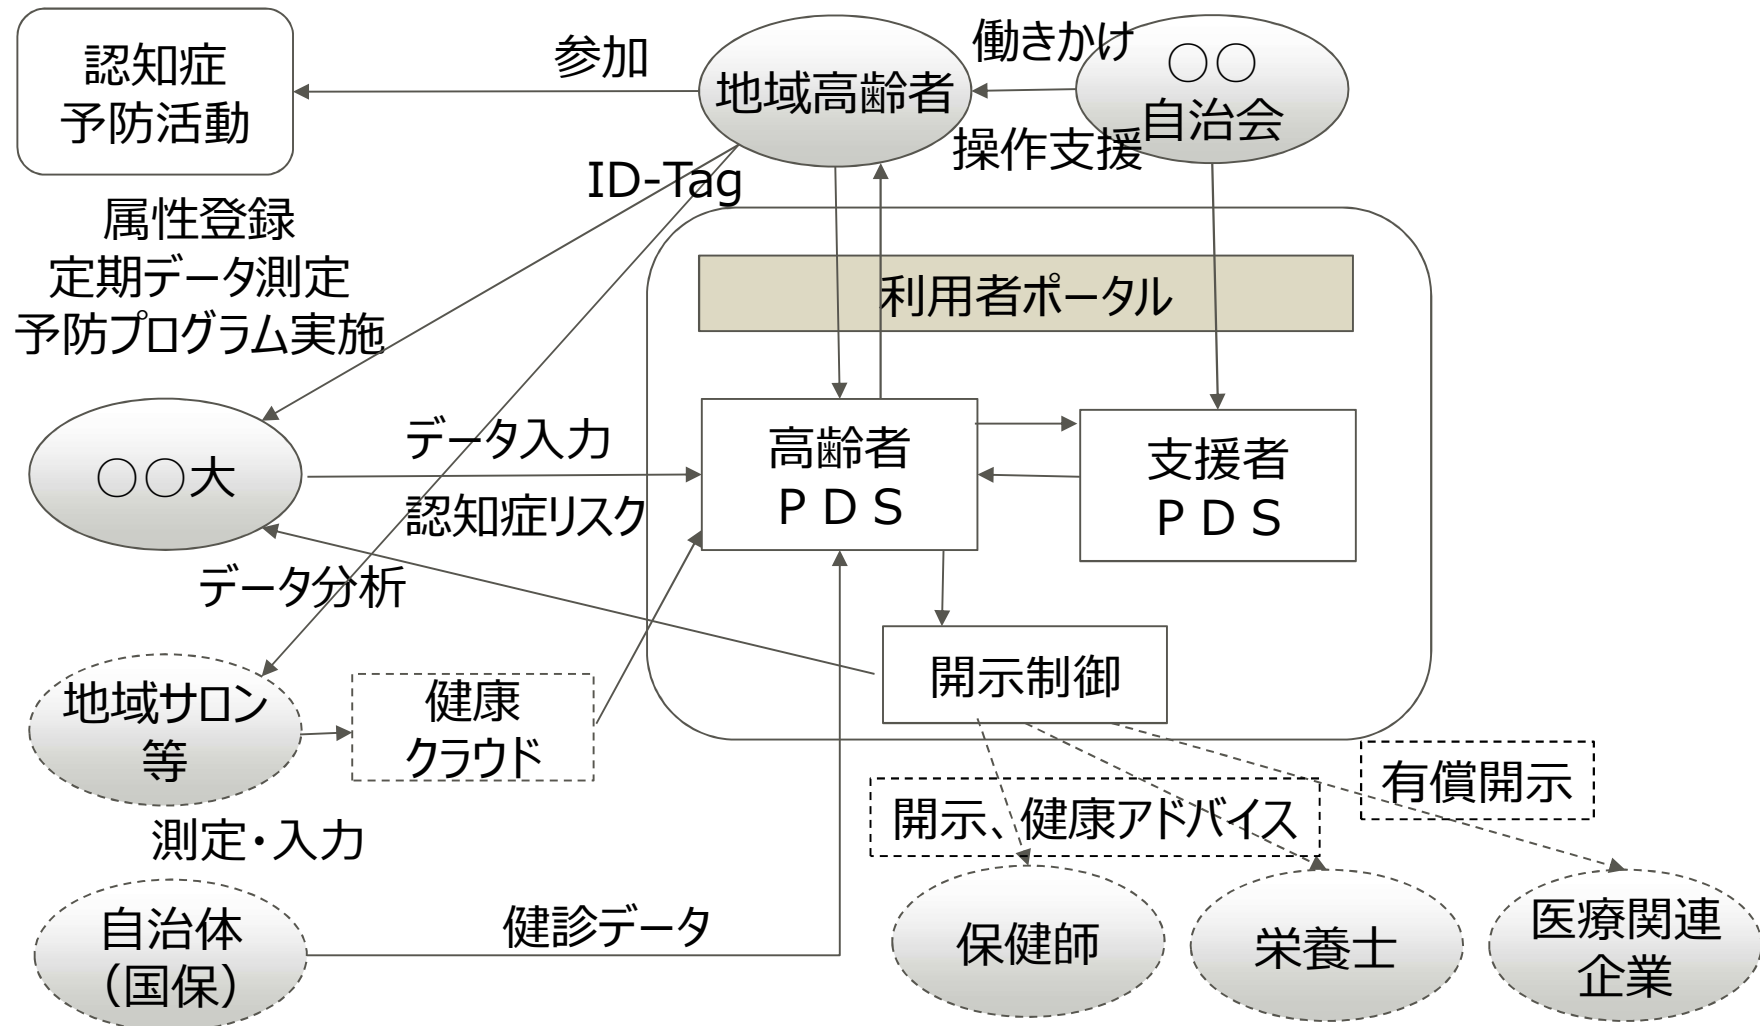 認知症
予防活動
参加
地域高齢者
働きかけ
○○
自治会
操作支援
ID-Tag
属性登録
定期データ測定
予防プログラム実施
利用者ポータル
○○大
データ入力
認知症リスク
高齢者
ＰＤＳ
支援者
ＰＤＳ
データ分析
開示制御
地域サロン
等
健康
クラウド
有償開示
開示、健康アドバイス
測定・入力
自治体
（国保）
健診データ
保健師
栄養士
医療関連
企業